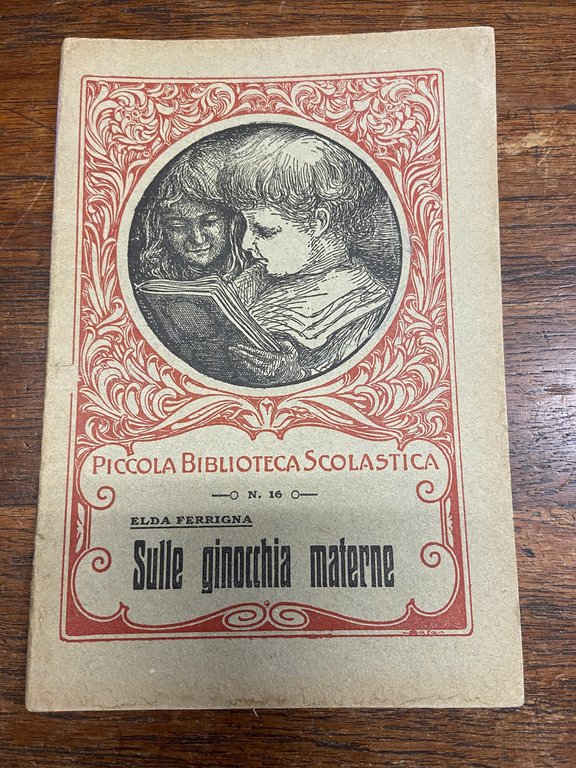 PICCOLA BIBLIOTECA SCOLASTICA
N. 16
ELDA FERRIGNA
Sulle ginocchia materne